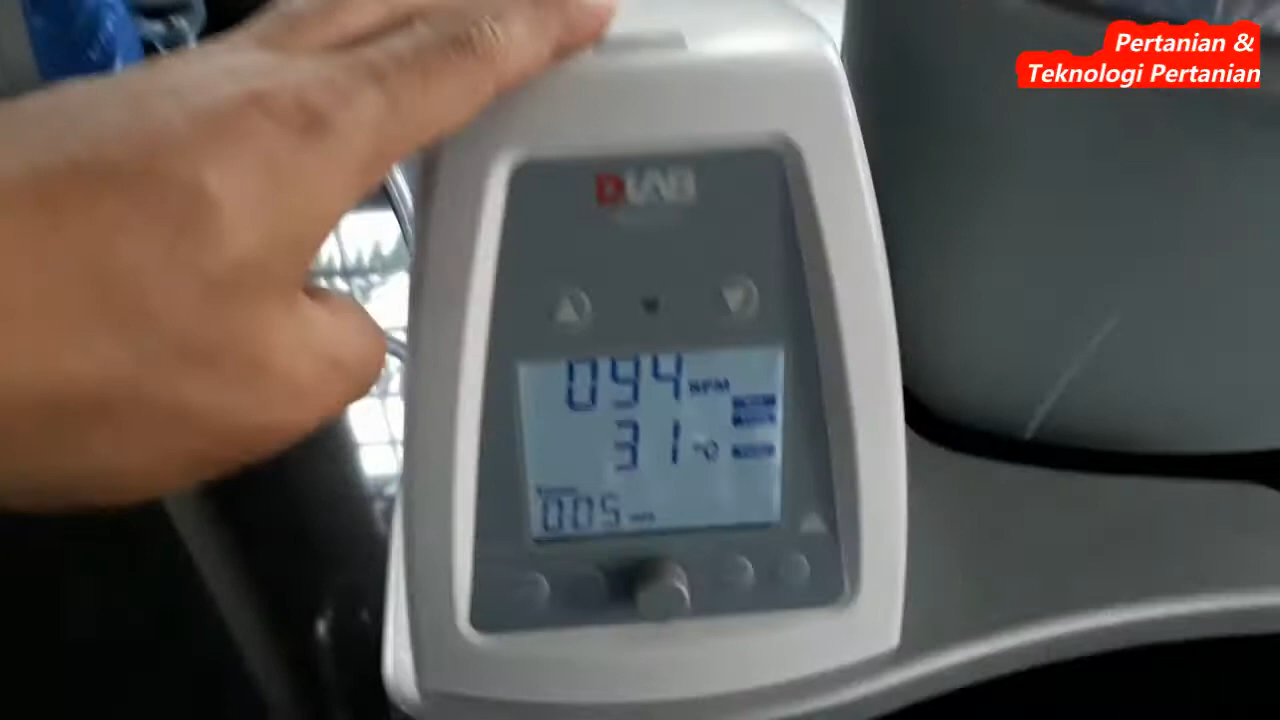 Pertanian &
Teknologi Pertanian
DLAB
094 RPM
31 °C
005